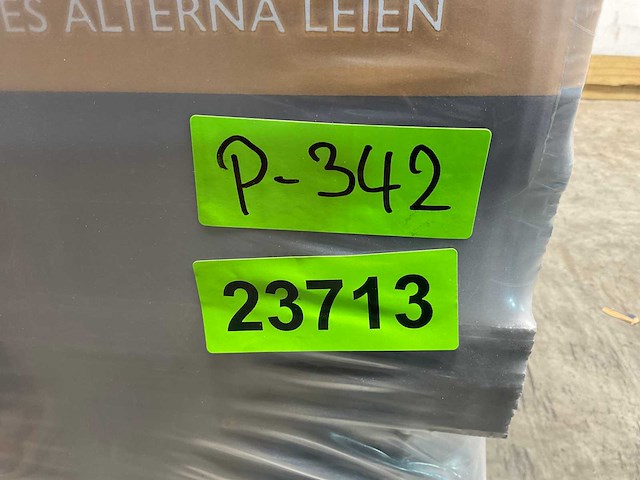 ES ALTERNA LEIEN
P-342
23713